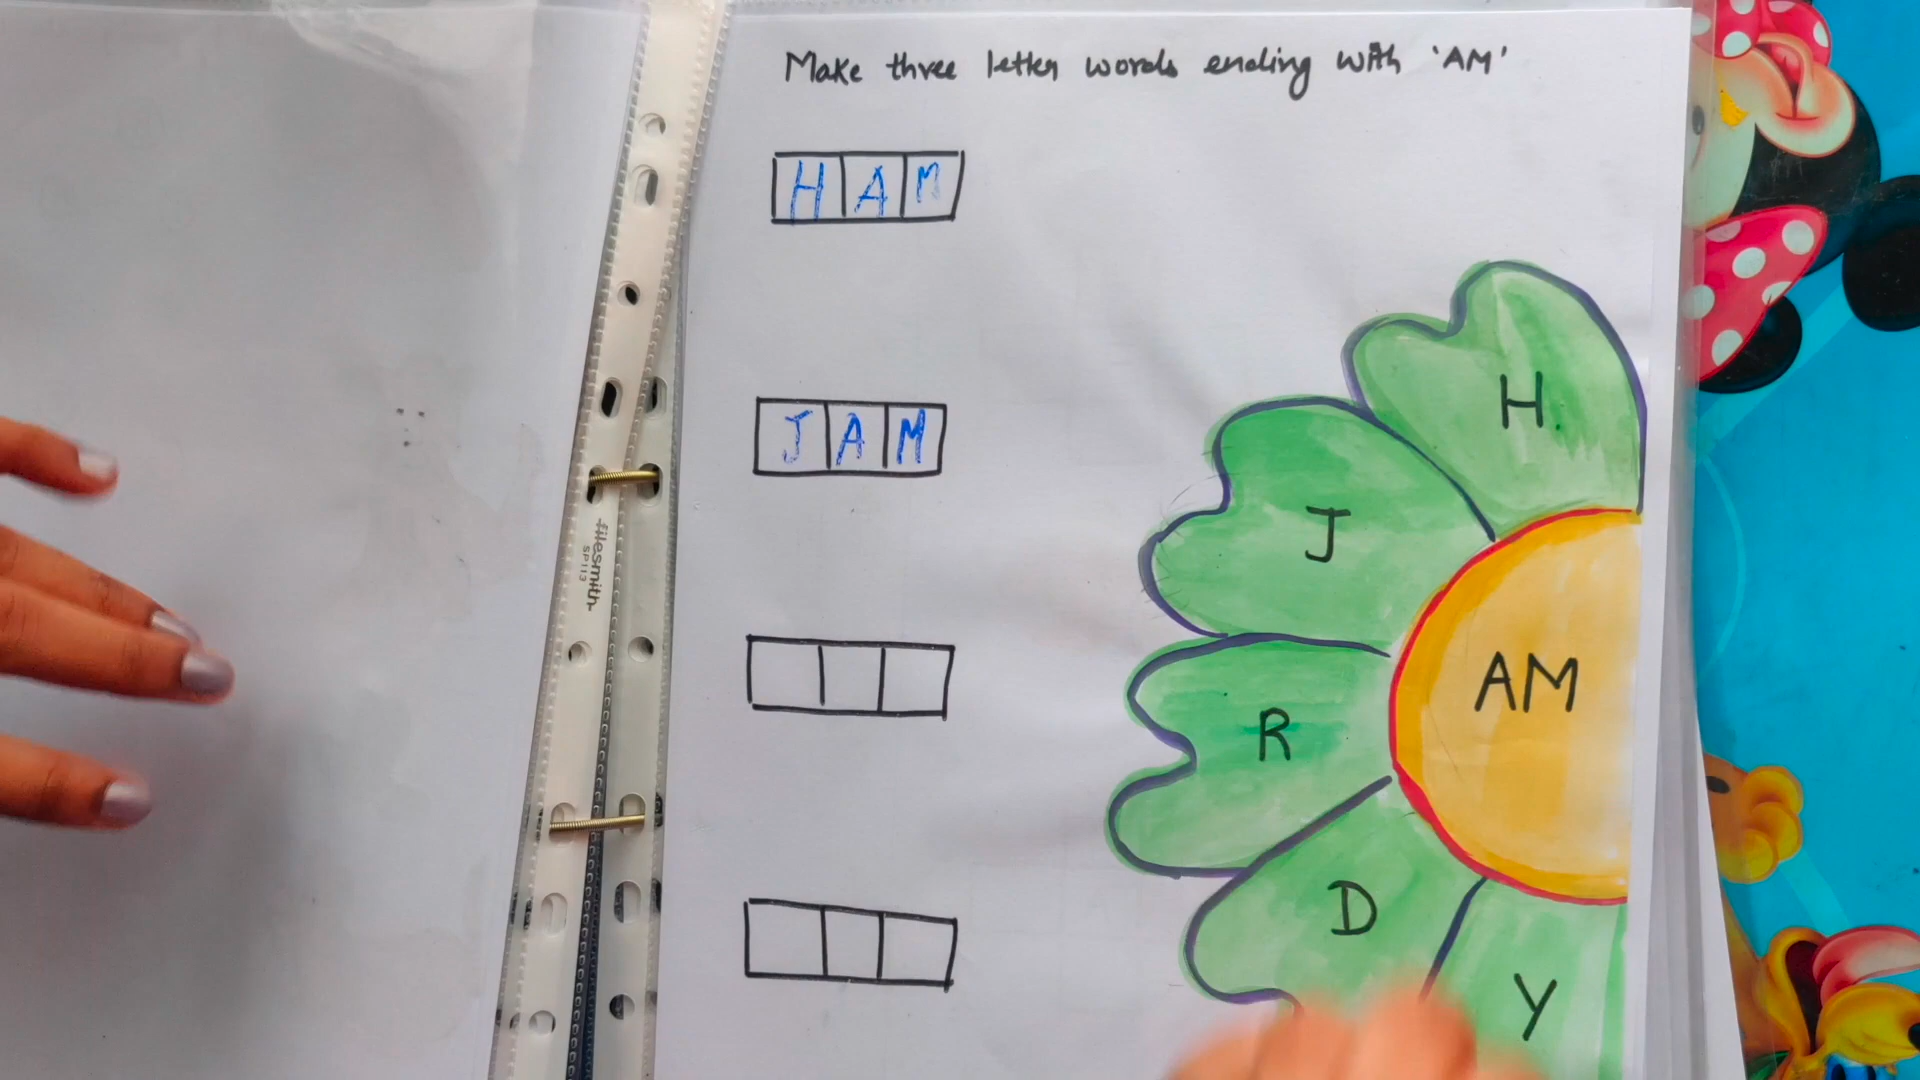 Make three letter words ending with 'AM'
HAM
JAM
H
J
AM
R
D
Y
filesmith
SP113